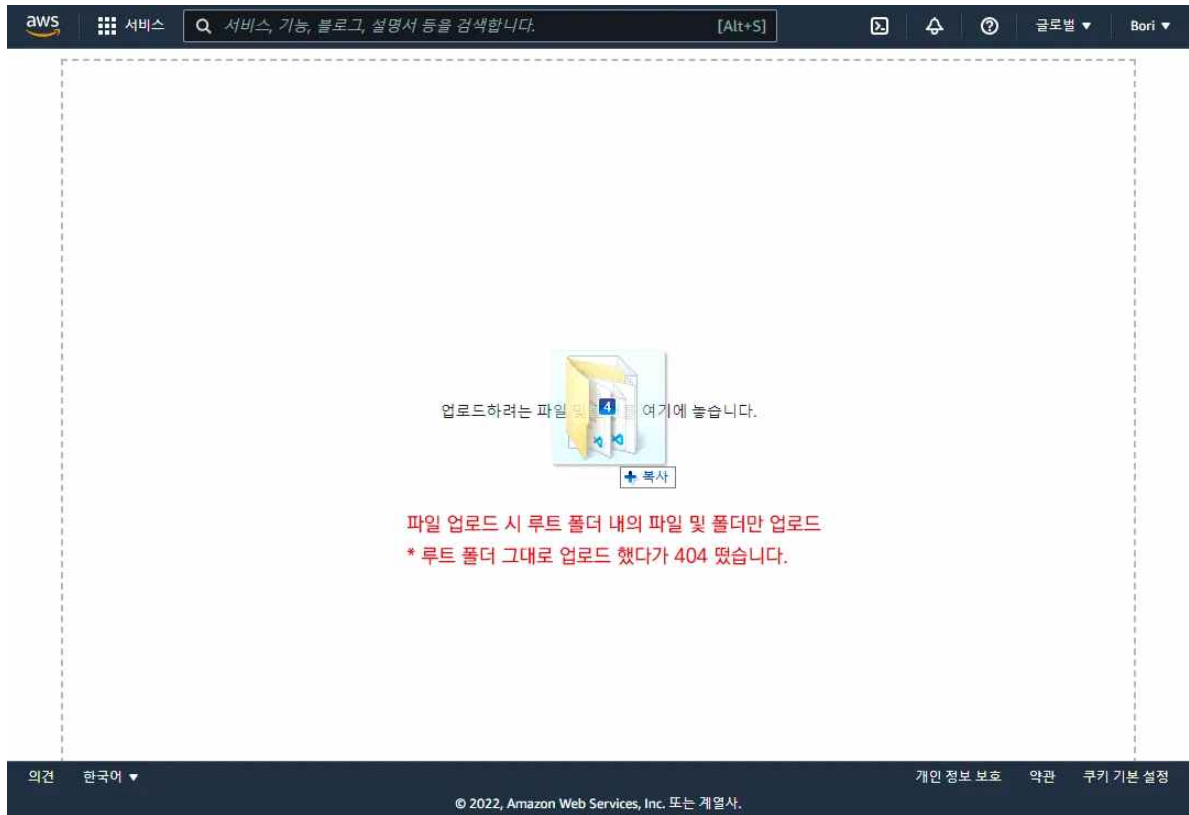 aws
서비스
서비스, 기능, 블로그, 설명서 등을 검색합니다.
[Alt+S]
글로벌 ▼
Bori ▼
업로드하려는 파일 및 를 여기에 놓습니다.
4
복사
파일 업로드 시 루트 폴더 내의 파일 및 폴더만 업로드
* 루트 폴더 그대로 업로드 했다가 404 떴습니다.
의견
한국어 ▼
개인 정보 보호
약관
쿠키 기본 설정
© 2022, Amazon Web Services, Inc. 또는 계열사.